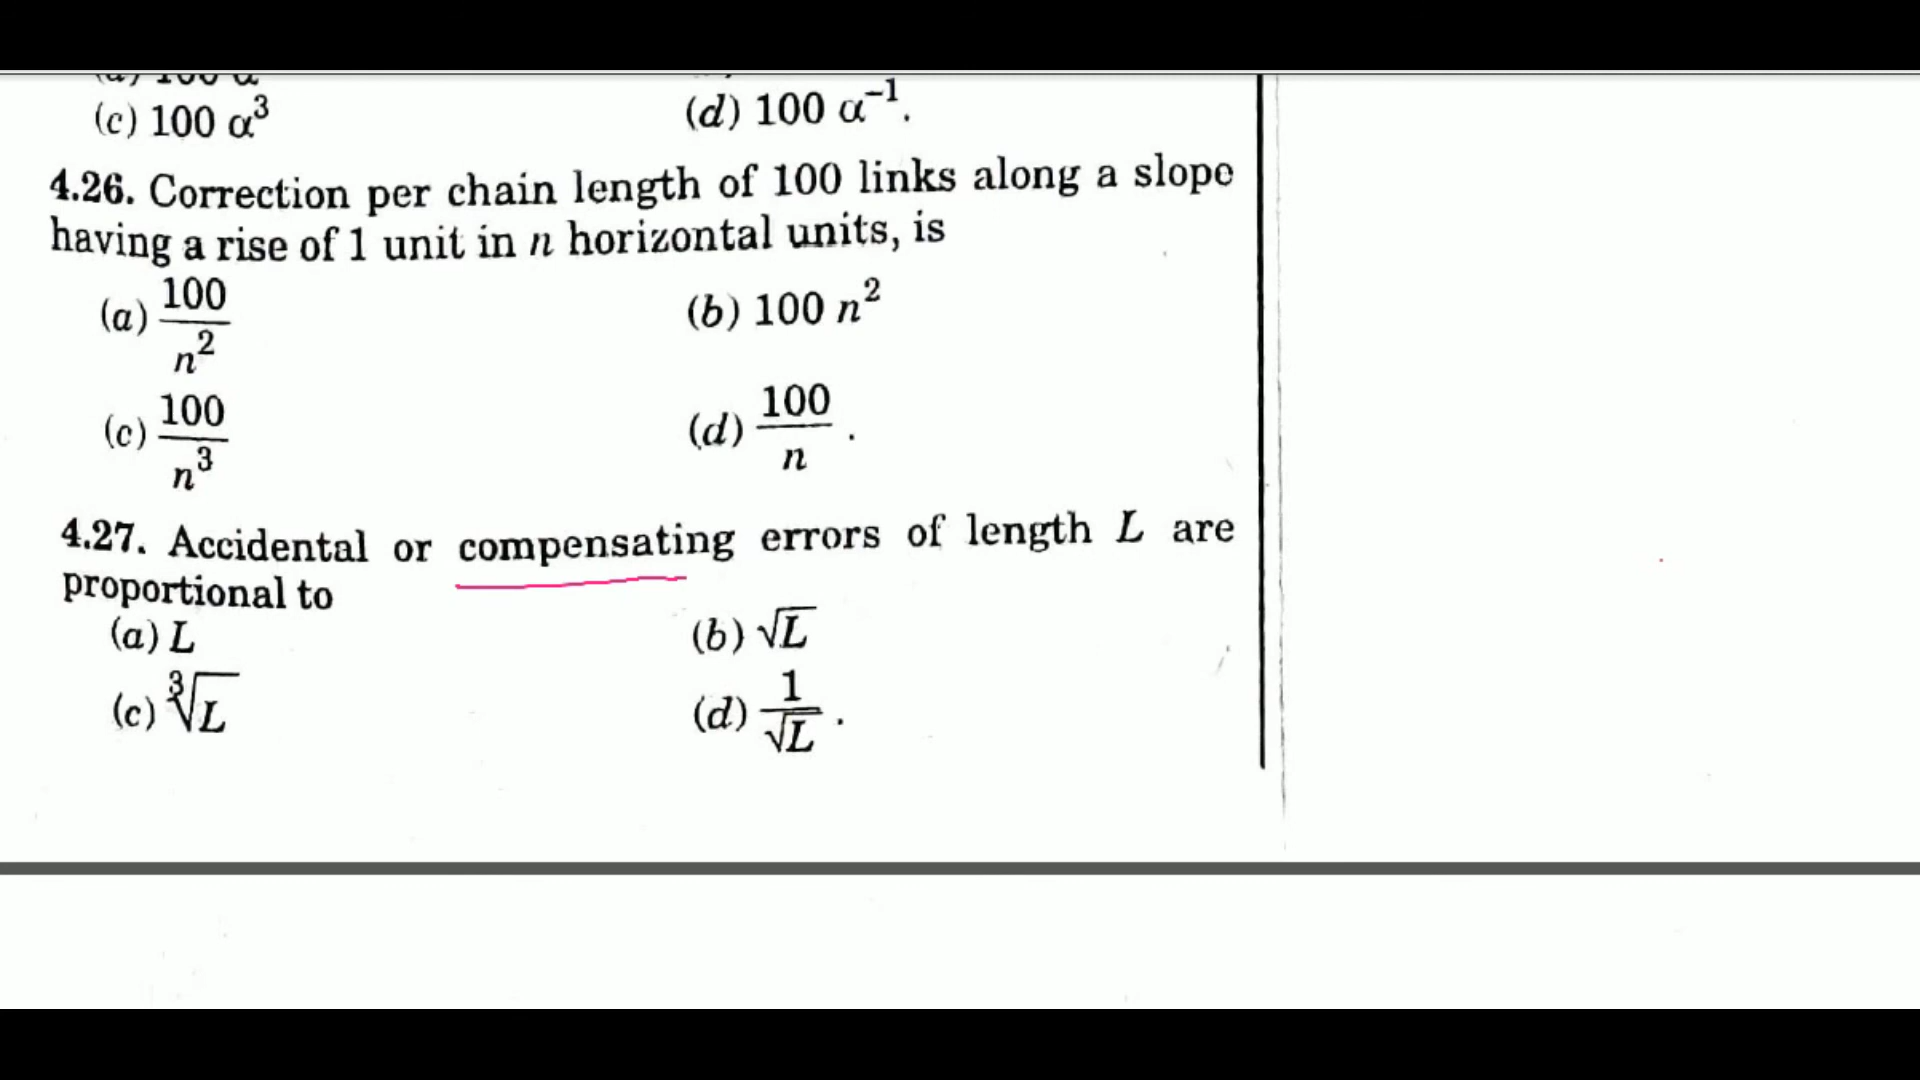 (c) 100 α³ (d) 100 α⁻¹.
4.26. Correction per chain length of 100 links along a slope
having a rise of 1 unit in n horizontal units, is
(a) 100/n² (b) 100 n²
(c) 100/n³ (d) 100/n.
4.27. Accidental or compensating errors of length L are
proportional to
(a) L (b) √L
(c) ∛L (d) 1/√L.